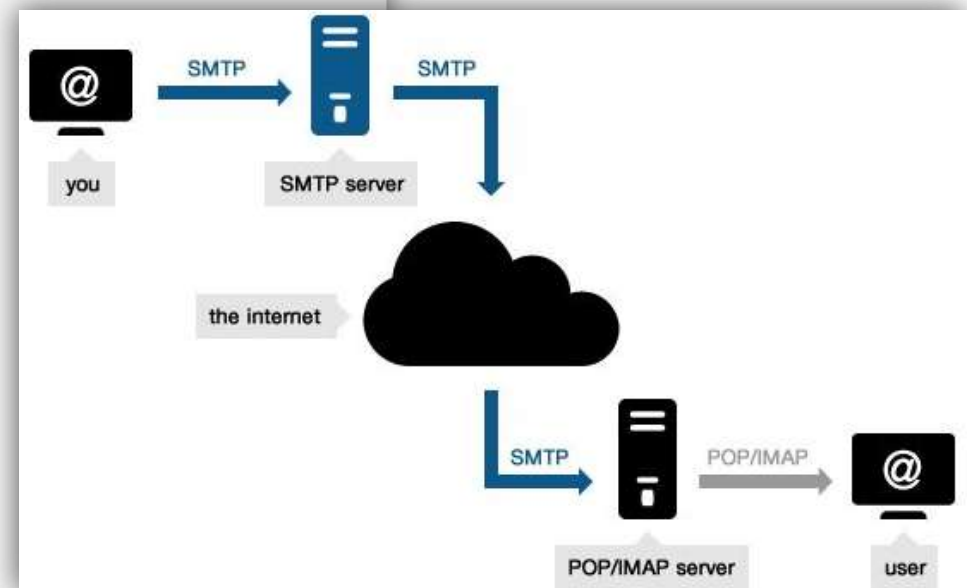 @
SMTP
SMTP
you
SMTP server
the internet
SMTP
POP/IMAP
@
POP/IMAP server
user